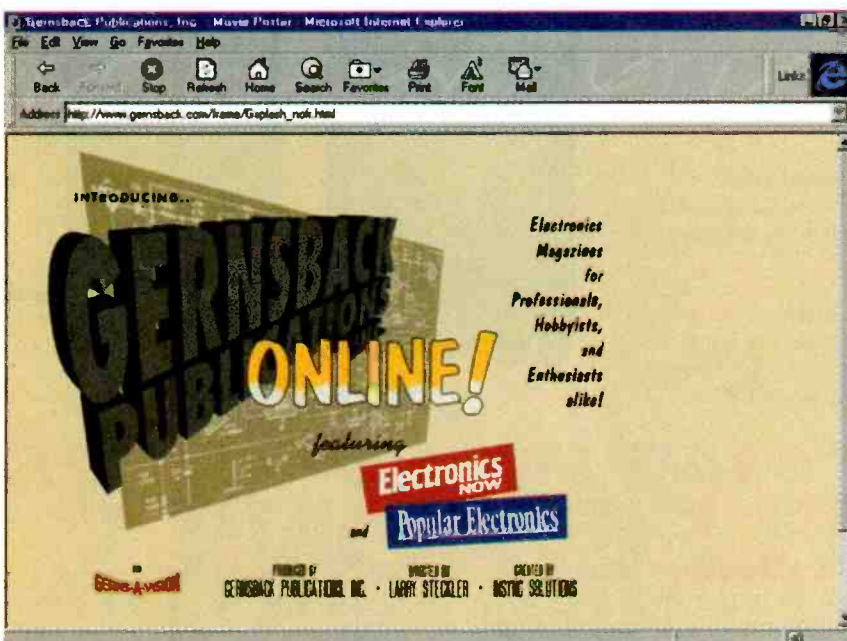 Gernsback Publications, Inc. - Movie Poster - Microsoft Internet Explorer
File Edit View Go Favorites Help
Back Forward Stop Refresh Home Search Favorites Print Font Mail Links
Address http://www.gernsback.com/frame/Gsplash_nofr.html
INTRODUCING..
GERNSBACK
PUBLICATIONS
ONLINE!
Electronics
Magazines
for
Professionals,
Hobbyists,
and
Enthusiasts
alike!
featuring
Electronics
NOW
and
Popular Electronics
GERNS-A-VISION
PRODUCED BY DIRECTED BY CREATED BY
GERNSBACK PUBLICATIONS, INC. • LARRY STECKLER • SOLUTIONS